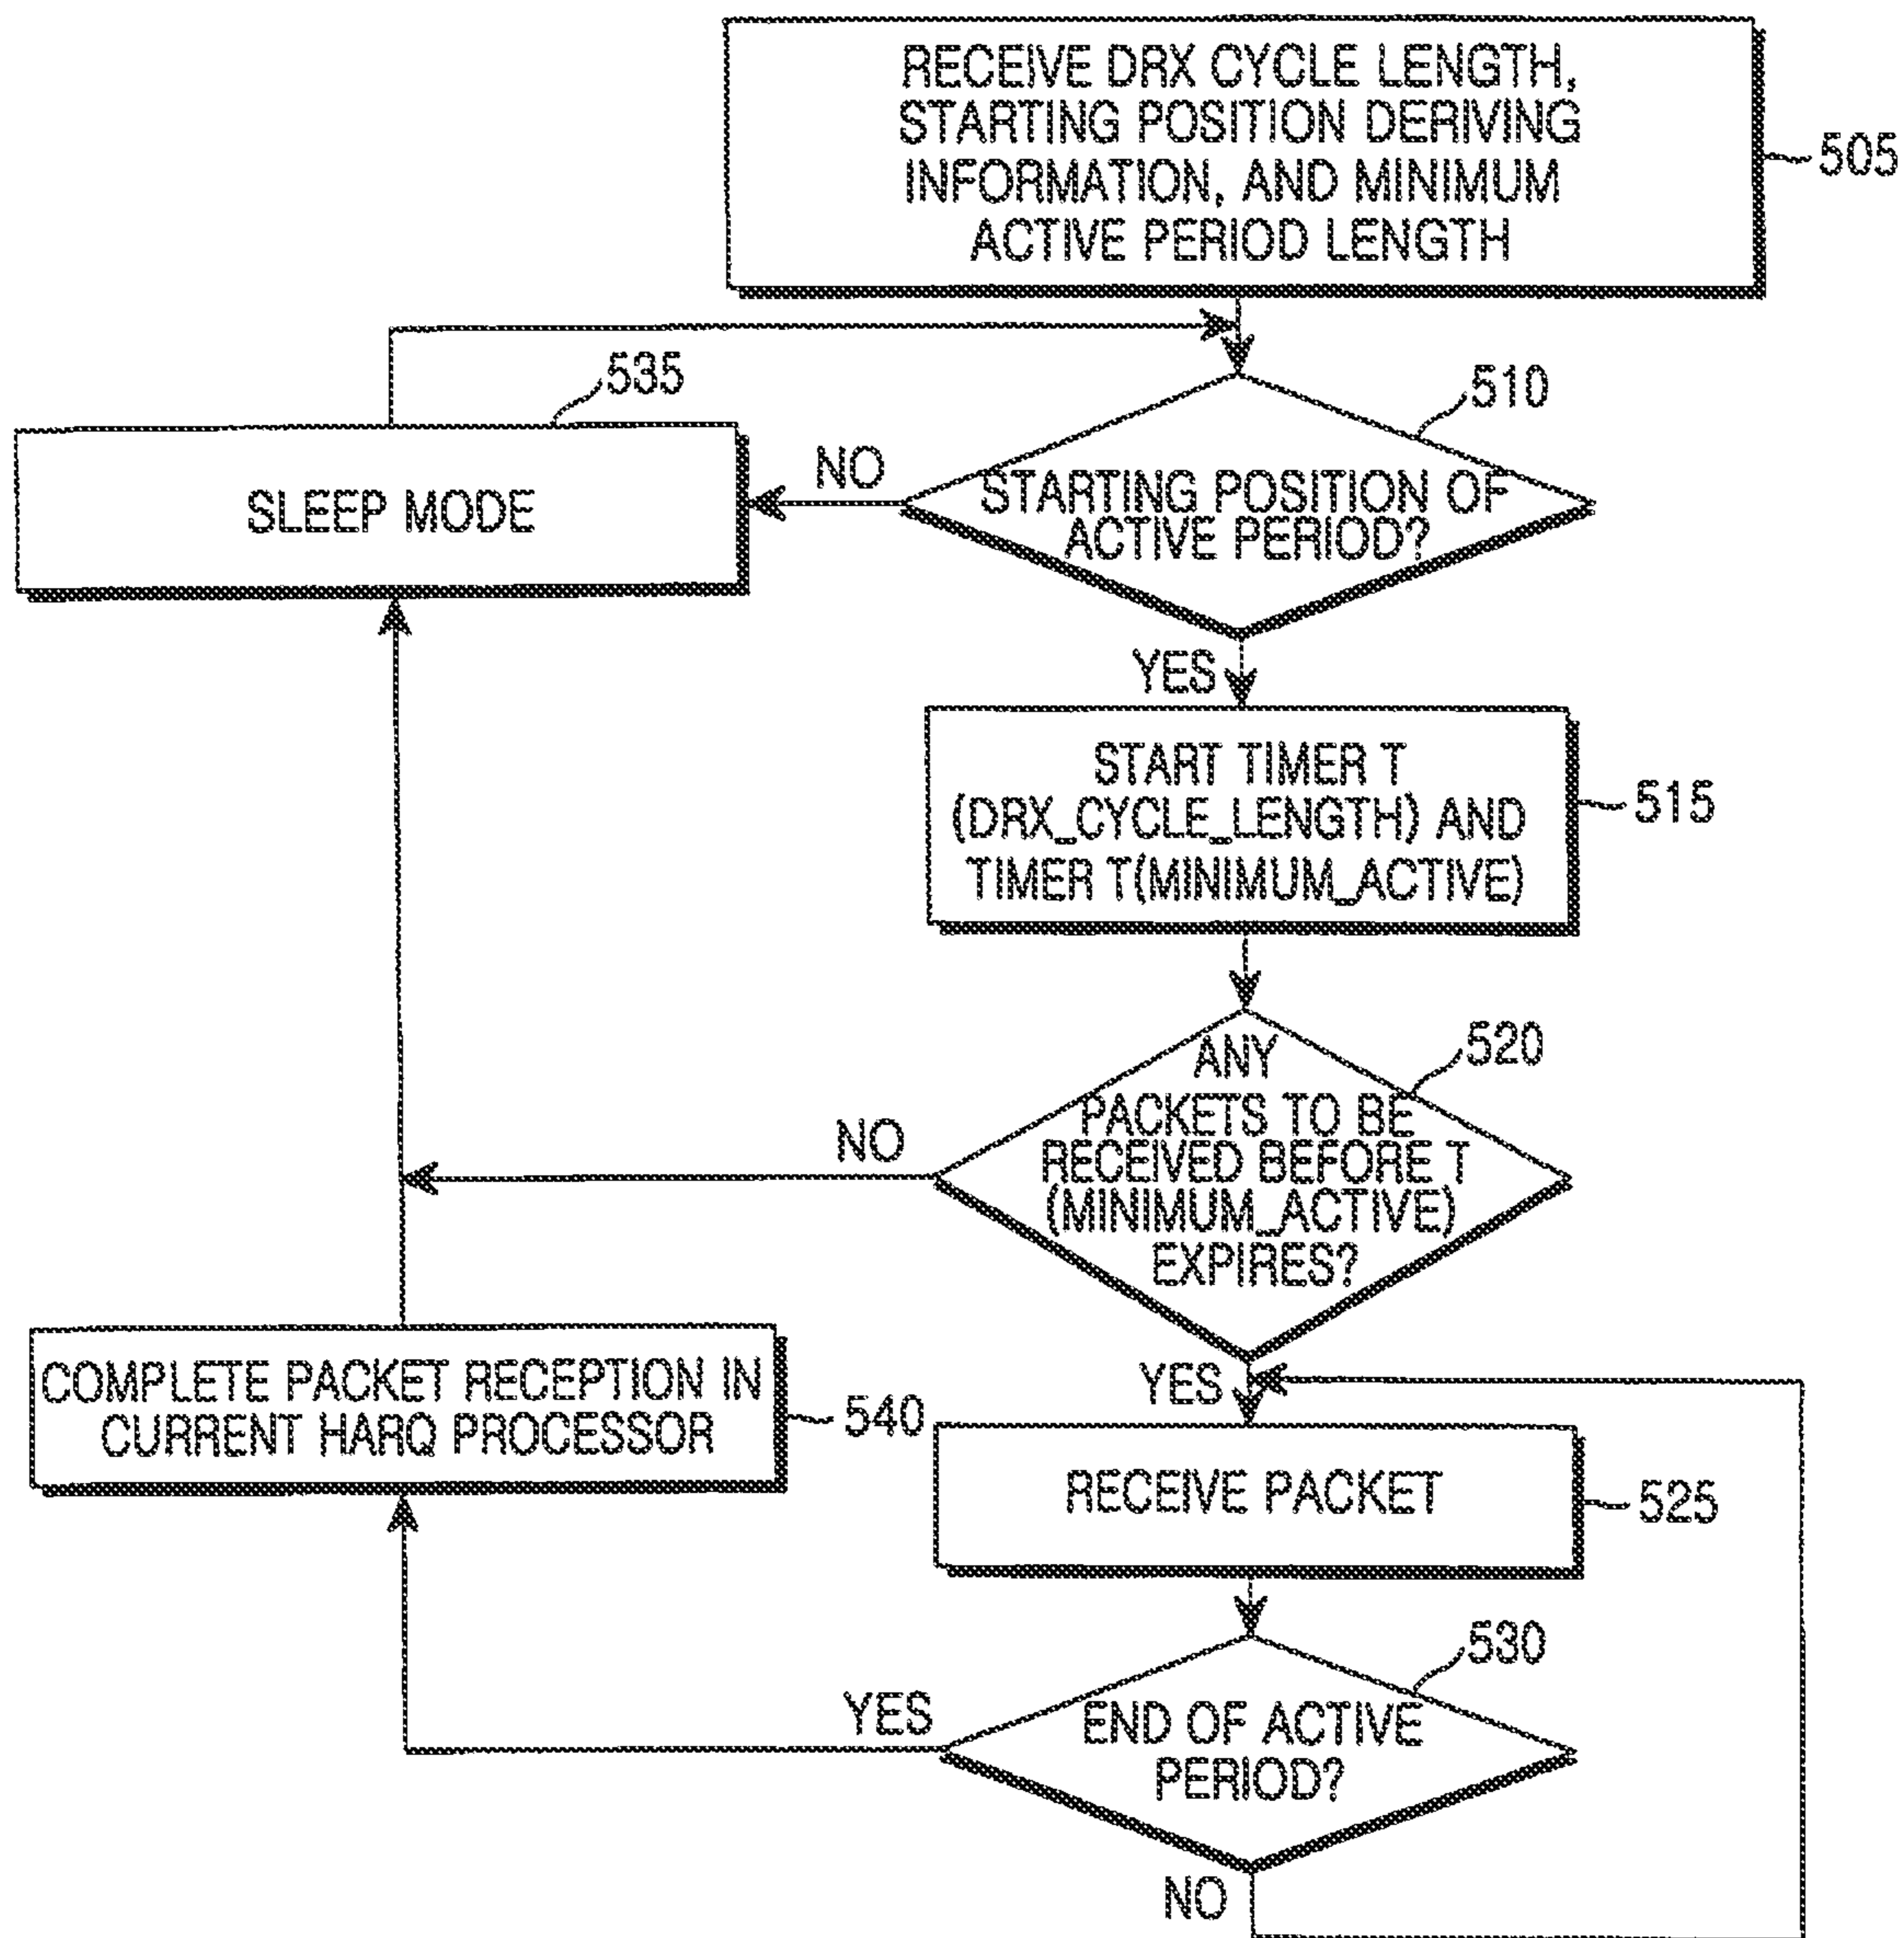 RECEIVE DRX CYCLE LENGTH,
STARTING POSITION DERIVING
INFORMATION, AND MINIMUM
ACTIVE PERIOD LENGTH
505
535
510
SLEEP MODE
NO
STARTING POSITION OF
ACTIVE PERIOD?
YES
START TIMER T
(DRX_CYCLE_LENGTH) AND
TIMER T(MINIMUM_ACTIVE)
515
520
ANY
PACKETS TO BE
RECEIVED BEFORE T
(MINIMUM_ACTIVE)
EXPIRES?
NO
YES
COMPLETE PACKET RECEPTION IN
CURRENT HARQ PROCESSOR
540
RECEIVE PACKET
525
530
YES
END OF ACTIVE
PERIOD?
NO